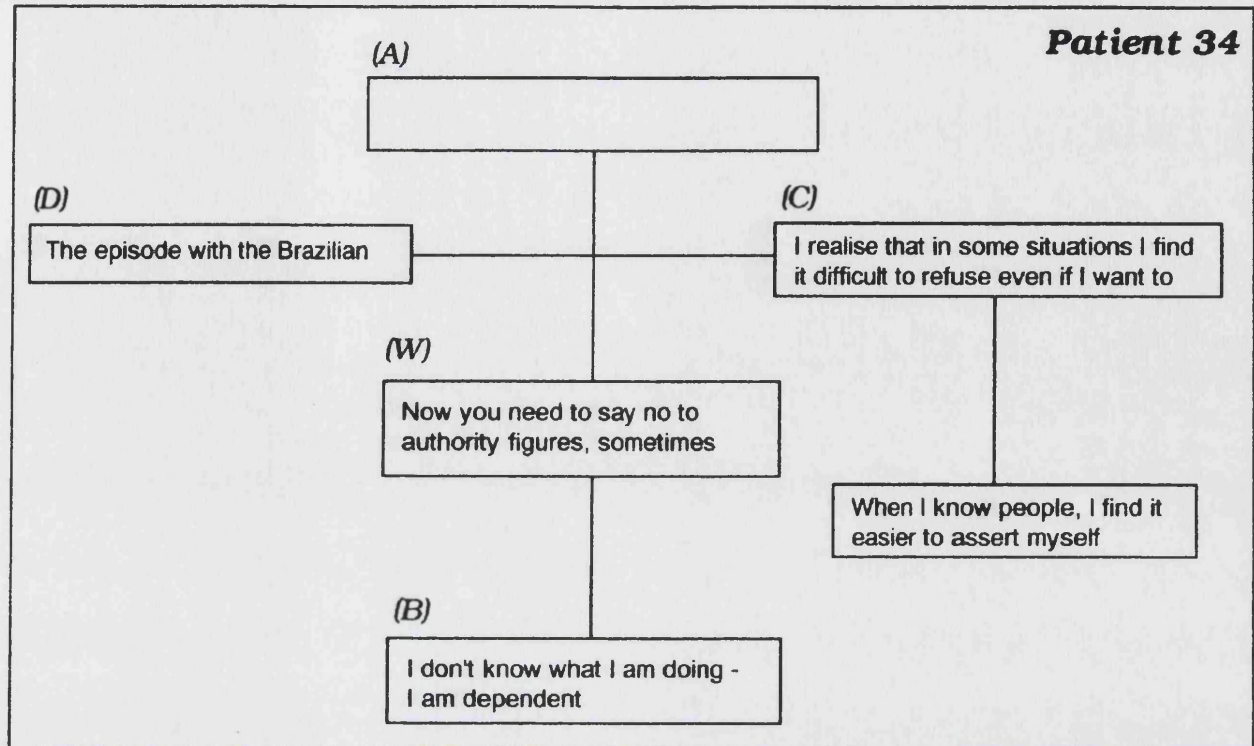 Patient 34
(A)
(D)
The episode with the Brazilian
(C)
I realise that in some situations I find
it difficult to refuse even if I want to
(W)
Now you need to say no to
authority figures, sometimes
When I know people, I find it
easier to assert myself
(B)
I don't know what I am doing -
I am dependent